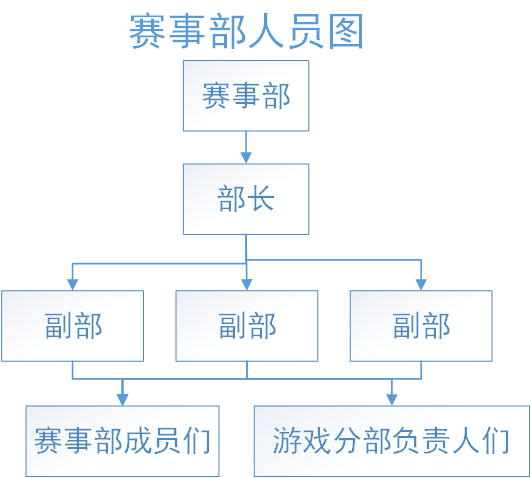 赛事部人员图
赛事部
部长
副部
副部
副部
赛事部成员们
游戏分部负责人们